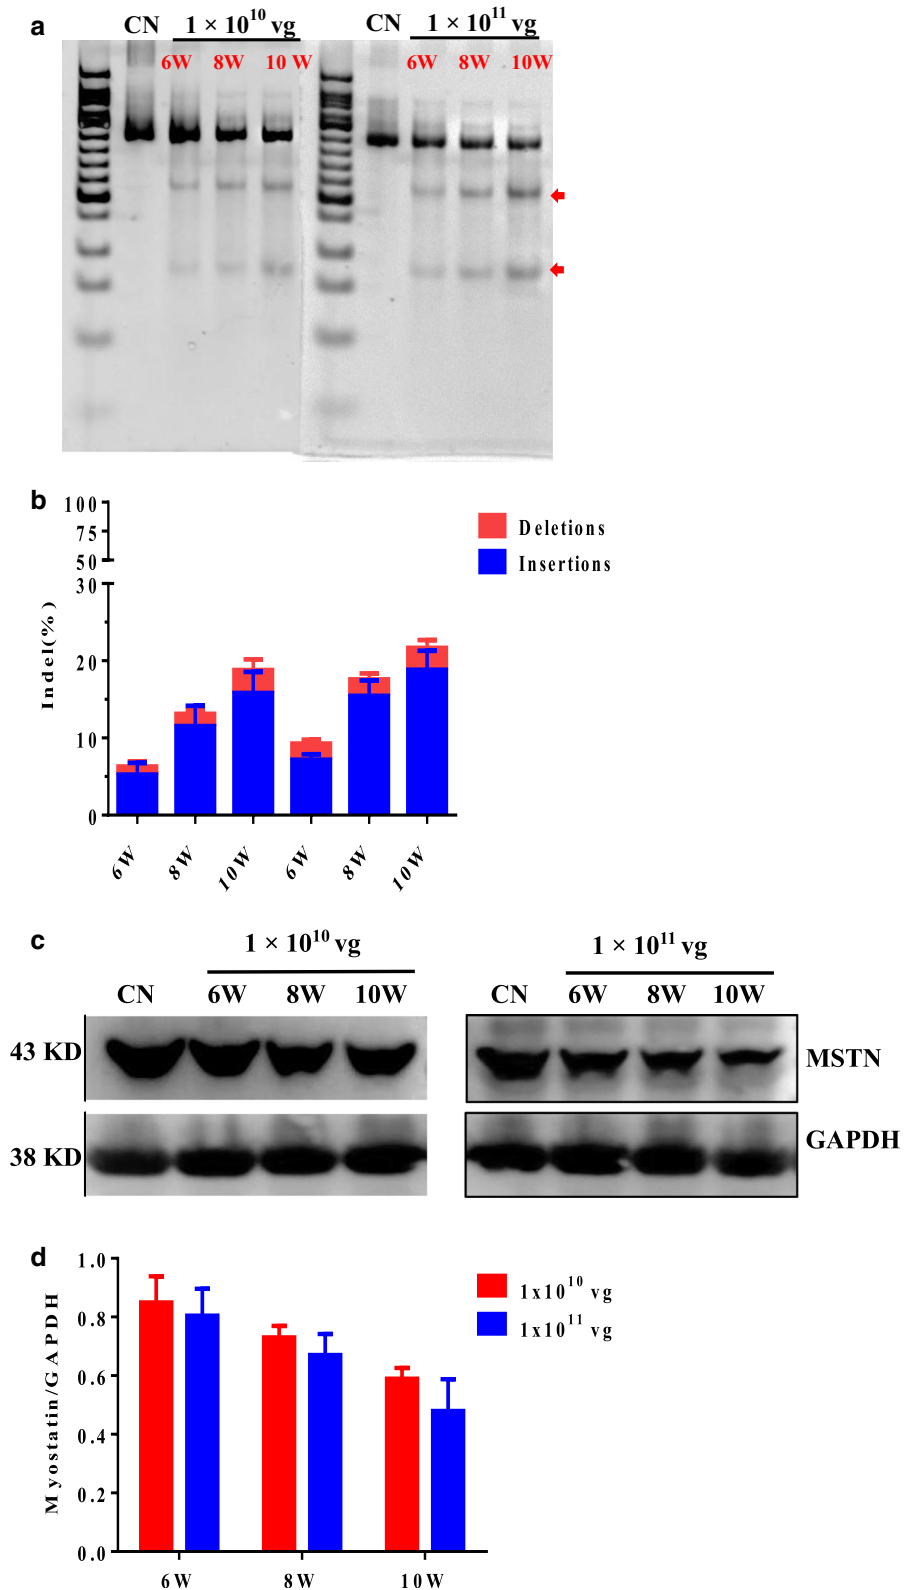 a
CN 1 × 10¹⁰ vg CN 1 × 10¹¹ vg
6W 8W 10 W 6W 8W 10W
b
100
75
50
30
20
10
0
Indel(%)
Deletions
Insertions
6W 8W 10W 6W 8W 10W
c
1 × 10¹⁰ vg 1 × 10¹¹ vg
CN 6W 8W 10W CN 6W 8W 10W
43 KD MSTN
38 KD GAPDH
d
1.0
0.8
0.6
0.4
0.2
0.0
Myostatin/GAPDH
1x10¹⁰ vg
1x10¹¹ vg
6W 8W 10W